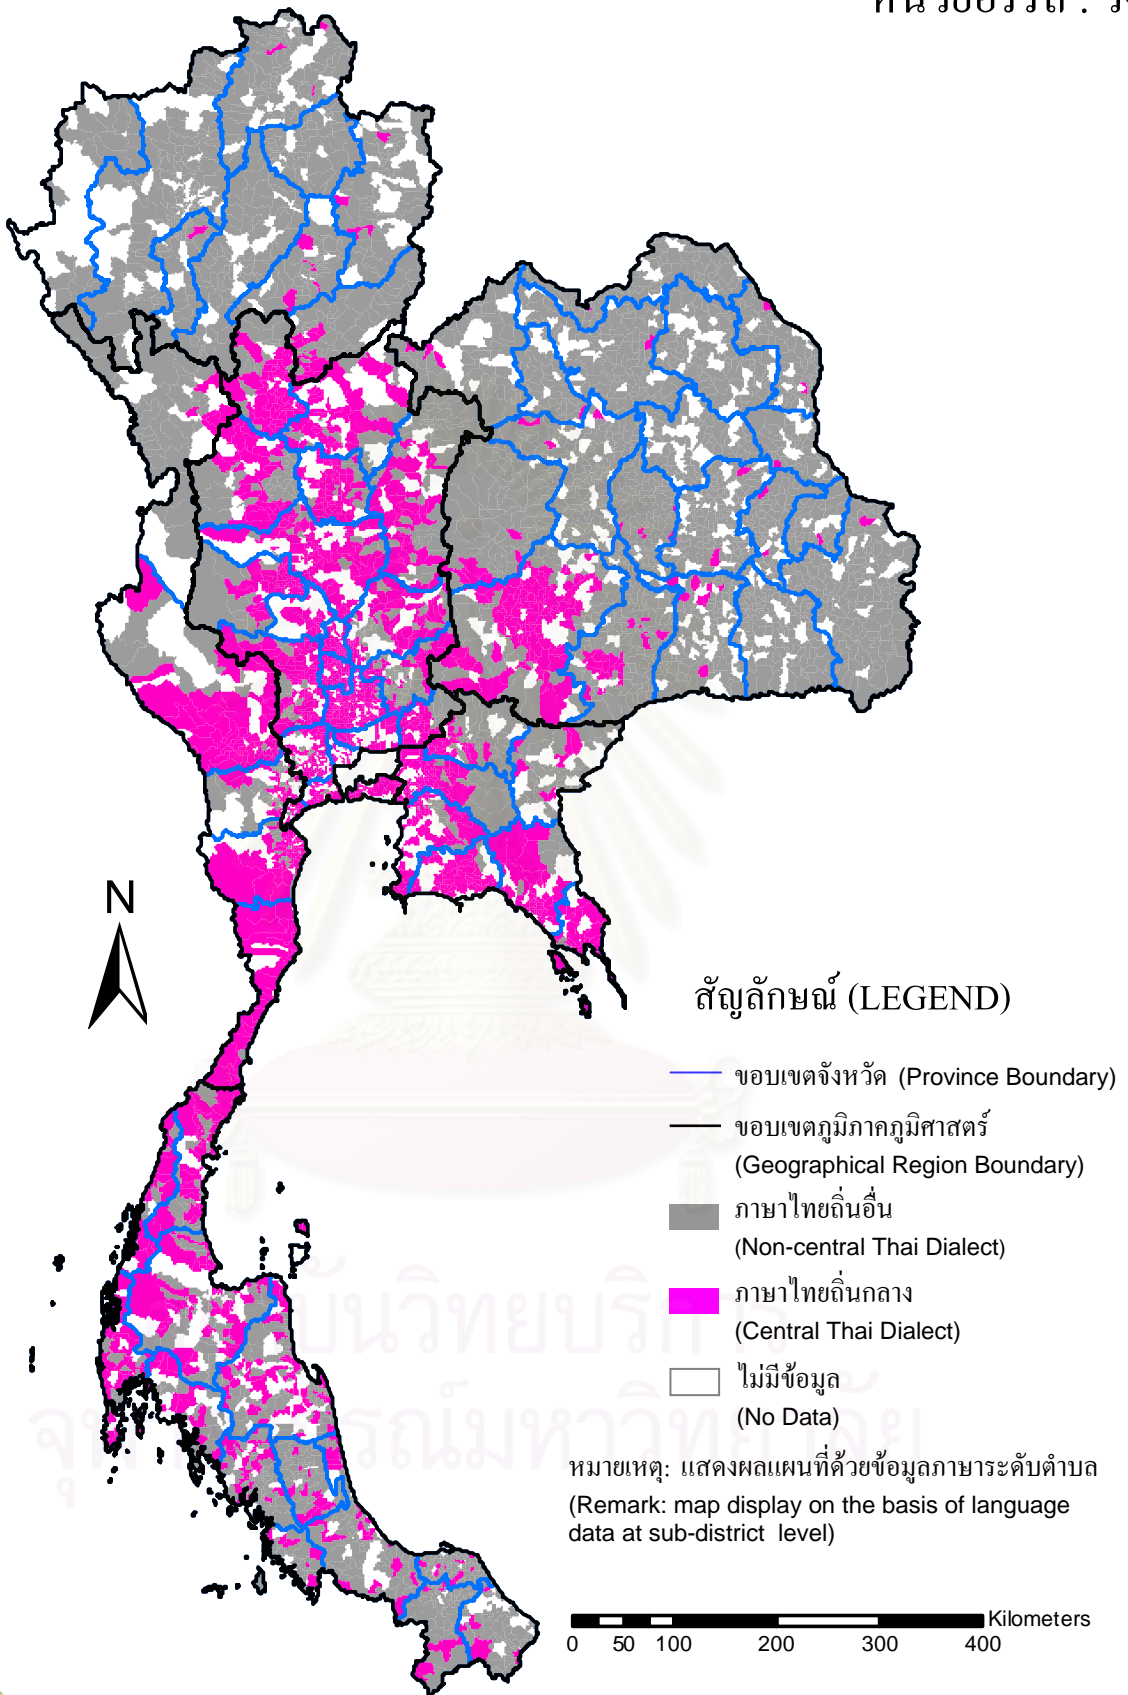 N
สัญลักษณ์ (LEGEND)
ขอบเขตจังหวัด (Province Boundary)
ขอบเขตภูมิภาคภูมิศาสตร์
(Geographical Region Boundary)
ภาษาไทยถิ่นอื่น
(Non-central Thai Dialect)
ภาษาไทยถิ่นกลาง
(Central Thai Dialect)
ไม่มีข้อมูล
(No Data)
หมายเหตุ: แสดงผลแผนที่ด้วยข้อมูลภาษาระดับตำบล
(Remark: map display on the basis of language
data at sub-district level)
Kilometers
0 50 100 200 300 400